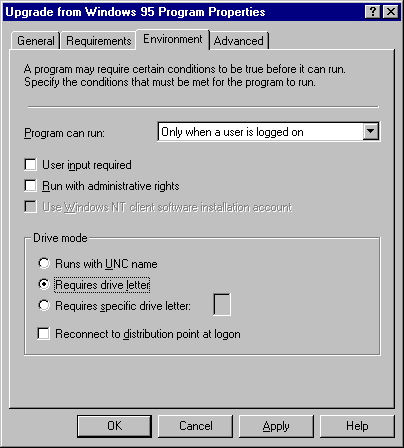 Upgrade from Windows 95 Program Properties
General Requirements Environment Advanced
A program may require certain conditions to be true before it can run.
Specify the conditions that must be met for the program to run.
Program can run: Only when a user is logged on
User input required
Run with administrative rights
Use Windows NT client software installation account
Drive mode
Runs with UNC name
Requires drive letter
Requires specific drive letter:
Reconnect to distribution point at logon
OK Cancel Apply Help